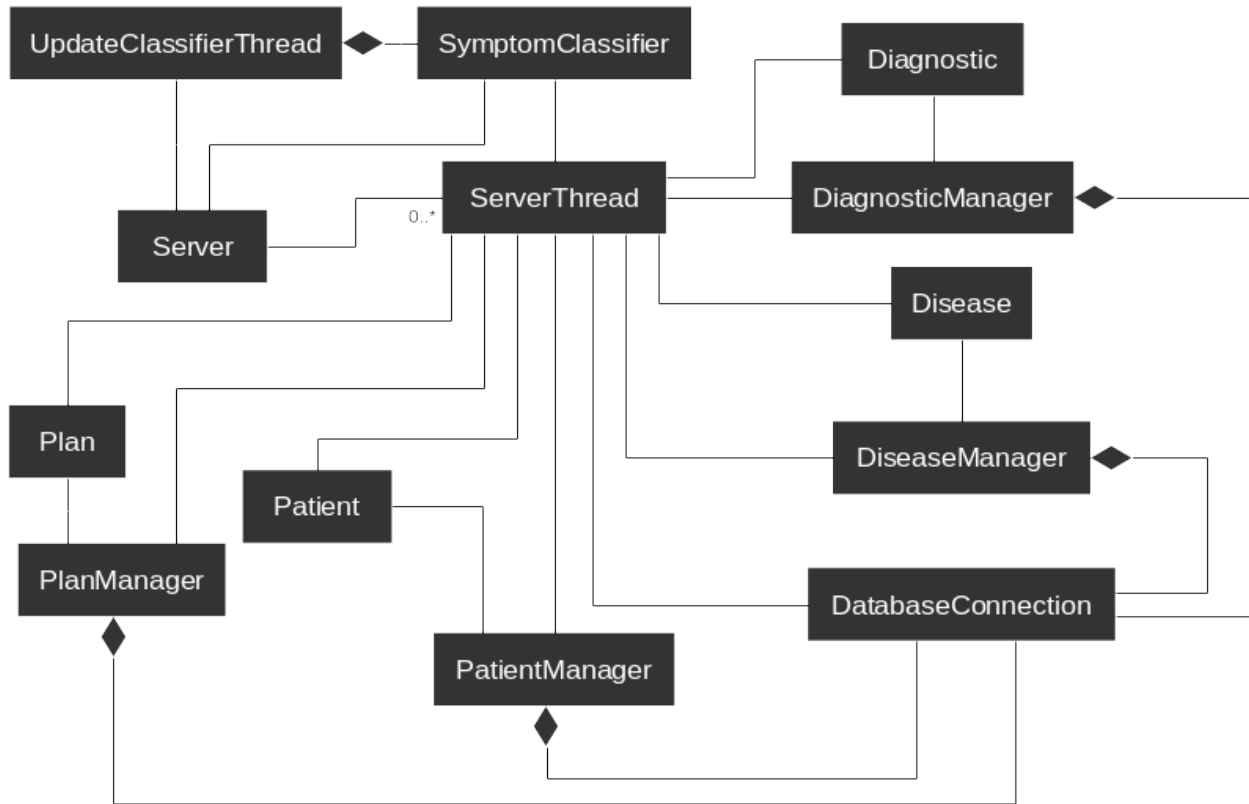 UpdateClassifierThread
SymptomClassifier
Diagnostic
ServerThread
DiagnosticManager
0..*
Server
Disease
Plan
DiseaseManager
Patient
PlanManager
DatabaseConnection
PatientManager